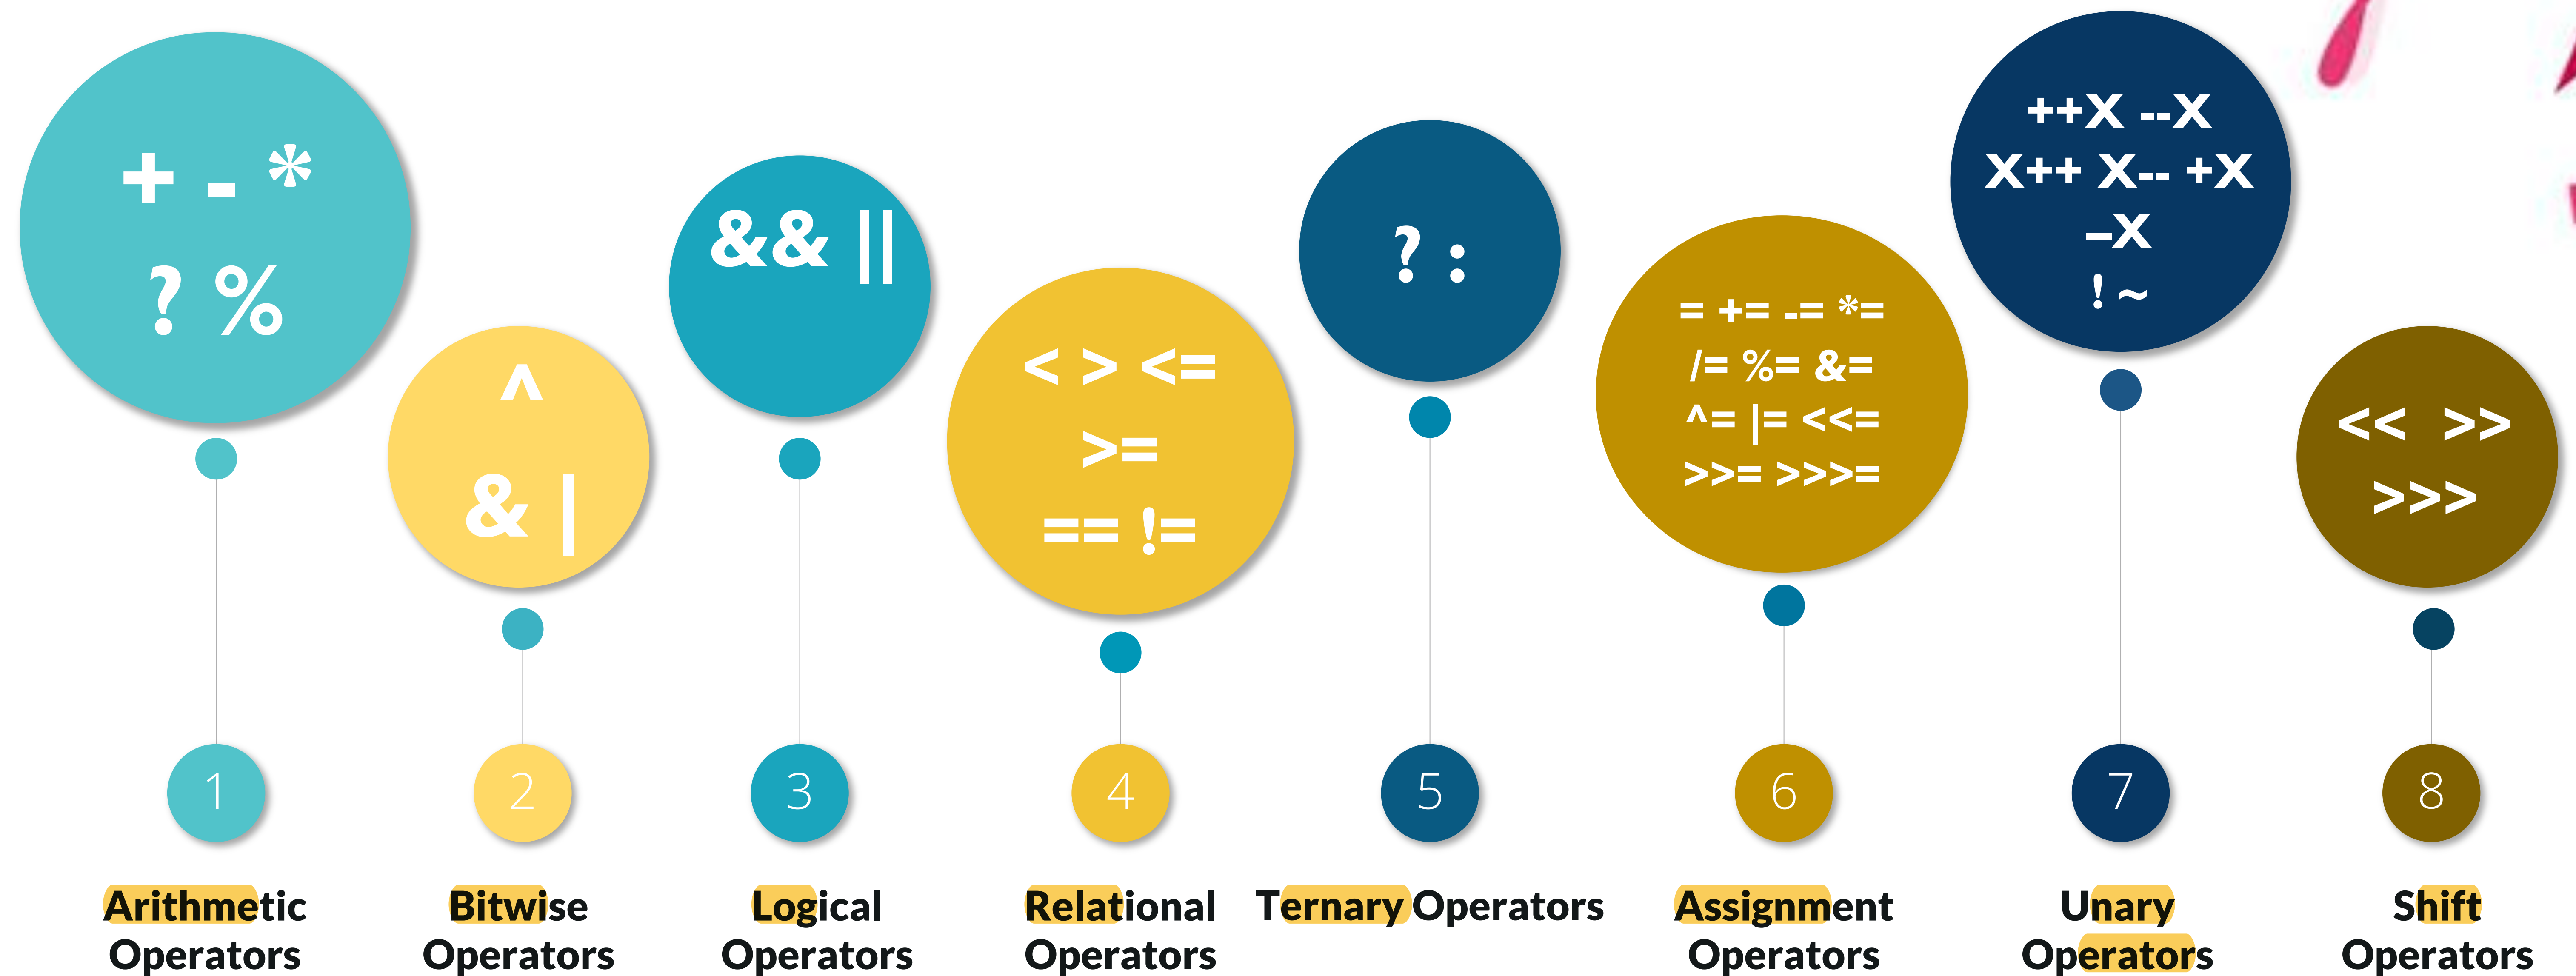 + - *
? %
^
& |
&& ||
< > <=
>=
== !=
? :
= += -= *=
/= %= &=
^= |= <<=
>>= >>>=
++X --X
X++ X-- +X
–X
! ~
<< >>
>>>
1
2
3
4
5
6
7
8
Arithmetic
Operators
Bitwise
Operators
Logical
Operators
Relational
Operators
Ternary Operators
Assignment
Operators
Unary
Operators
Shift
Operators